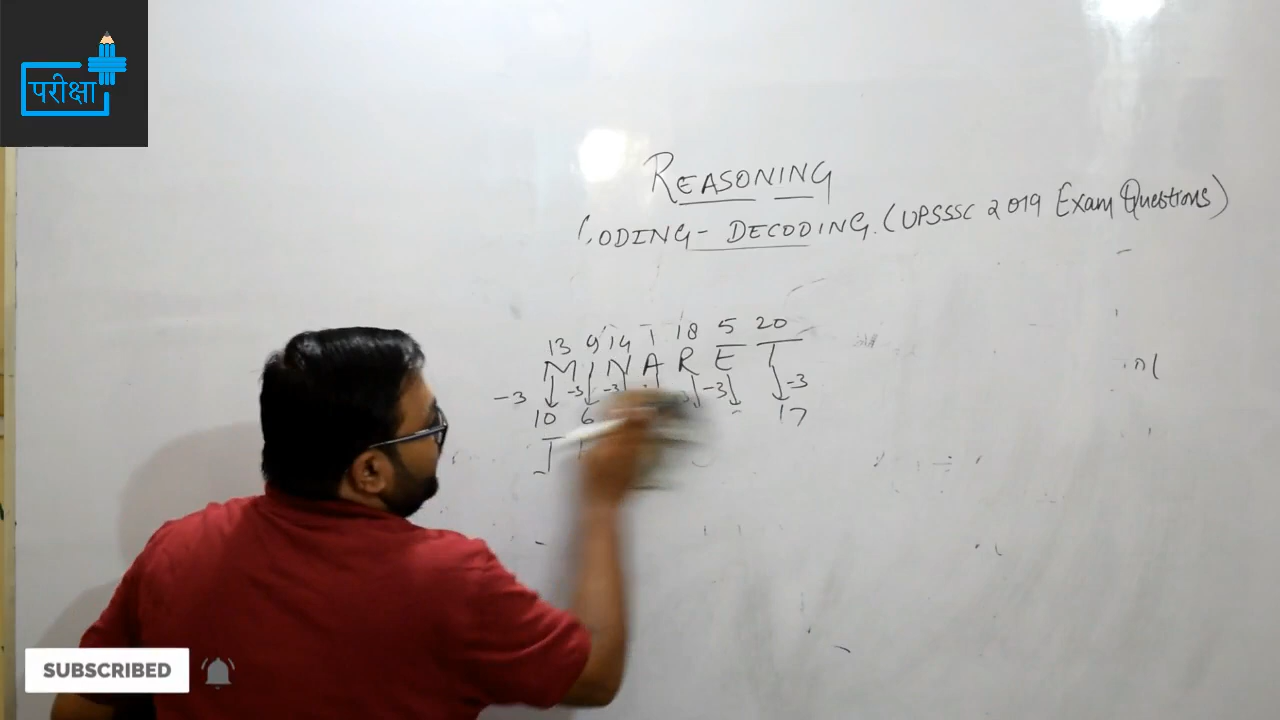 परीक्षा
REASONING
CODING- DECODING. (UPSSSC 2019 Exam Questions)
13 9 14 1 18 5 20
M I N A R E T
-3 -3 -3 -3 -3
10 6 17
J
SUBSCRIBED